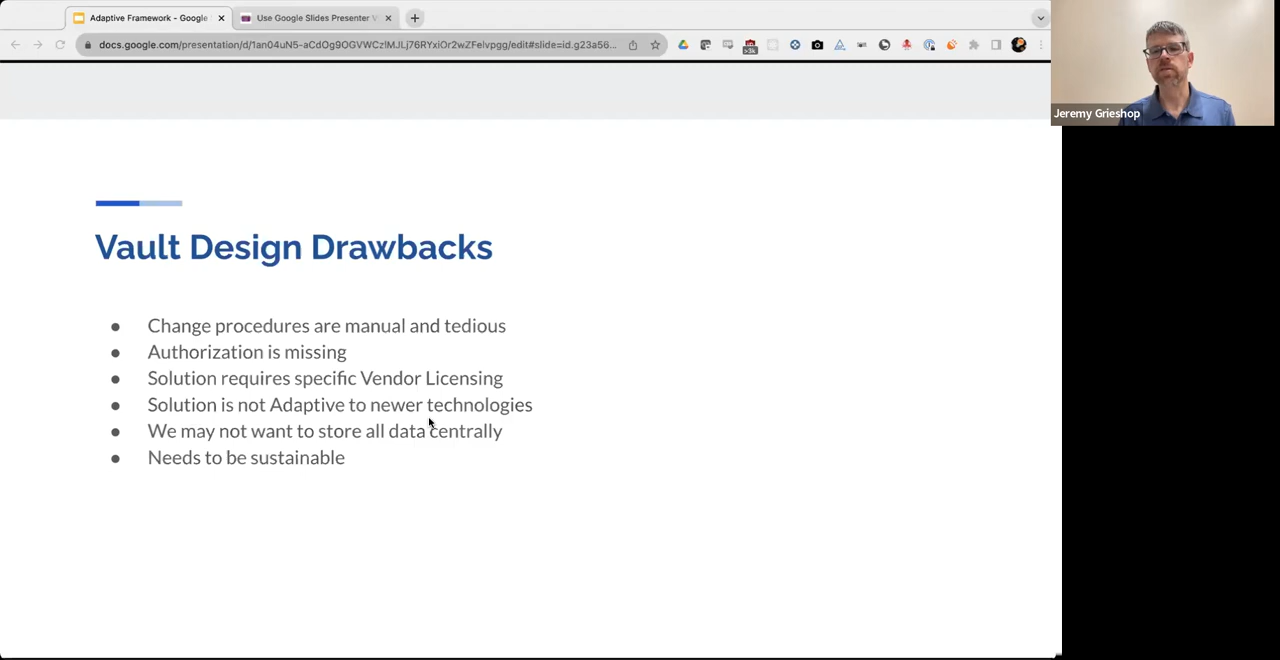 Adaptive Framework - Google
Use Google Slides Presenter V
docs.google.com/presentation/d/1an04uN5-aCdOg9OGVWCzIMJLj76RYxiOr2wZFelvpgg/edit#slide=id.g23a56...
>3k
Jeremy Grieshop
Vault Design Drawbacks
● Change procedures are manual and tedious
● Authorization is missing
● Solution requires specific Vendor Licensing
● Solution is not Adaptive to newer technologies
● We may not want to store all data centrally
● Needs to be sustainable